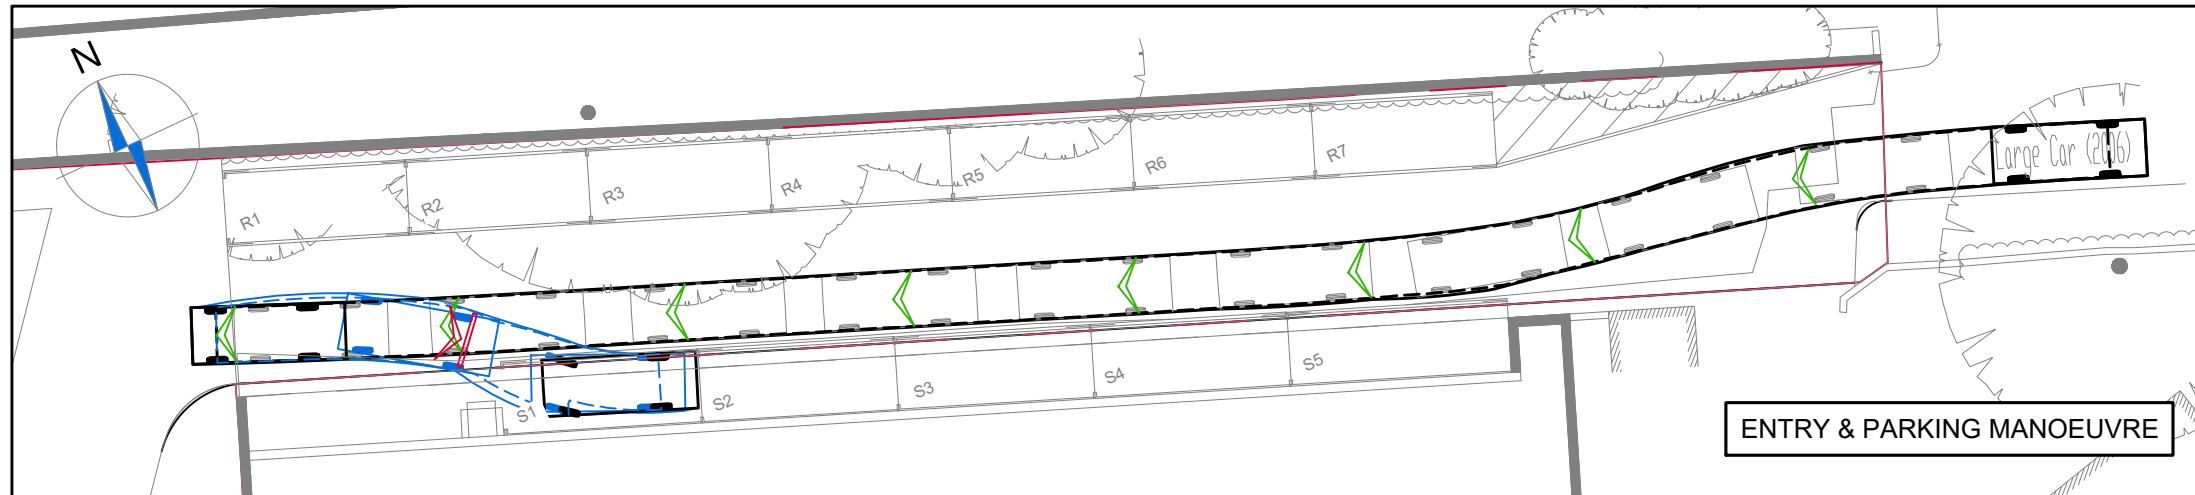 N
Large Car (2006)
R1
R2
R3
R4
R5
R6
R7
S1
S2
S3
S4
S5
ENTRY & PARKING MANOEUVRE